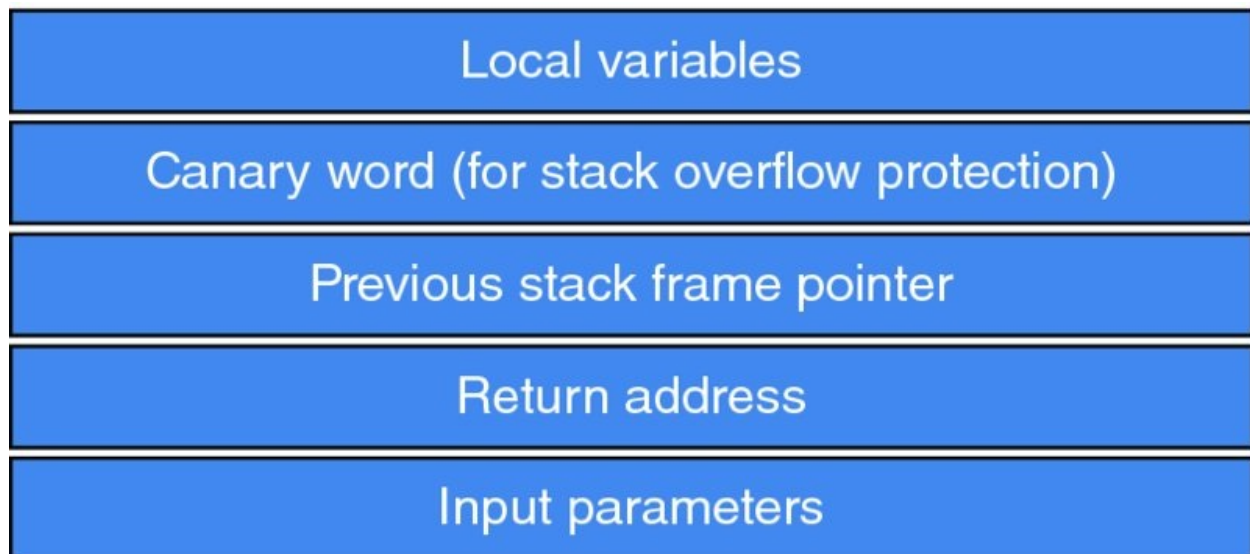 Local variables
Canary word (for stack overflow protection)
Previous stack frame pointer
Return address
Input parameters